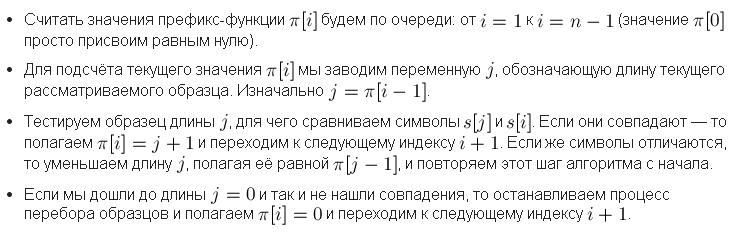 • Считать значения префикс-функции π[i] будем по очереди: от i = 1 к i = n − 1 (значение π[0]
просто присвоим равным нулю).
• Для подсчёта текущего значения π[i] мы заводим переменную j, обозначающую длину текущего
рассматриваемого образца. Изначально j = π[i − 1].
• Тестируем образец длины j, для чего сравниваем символы s[j] и s[i]. Если они совпадают — то
полагаем π[i] = j + 1 и переходим к следующему индексу i + 1. Если же символы отличаются,
то уменьшаем длину j, полагая её равной π[j − 1], и повторяем этот шаг алгоритма с начала.
• Если мы дошли до длины j = 0 и так и не нашли совпадения, то останавливаем процесс
перебора образцов и полагаем π[i] = 0 и переходим к следующему индексу i + 1.